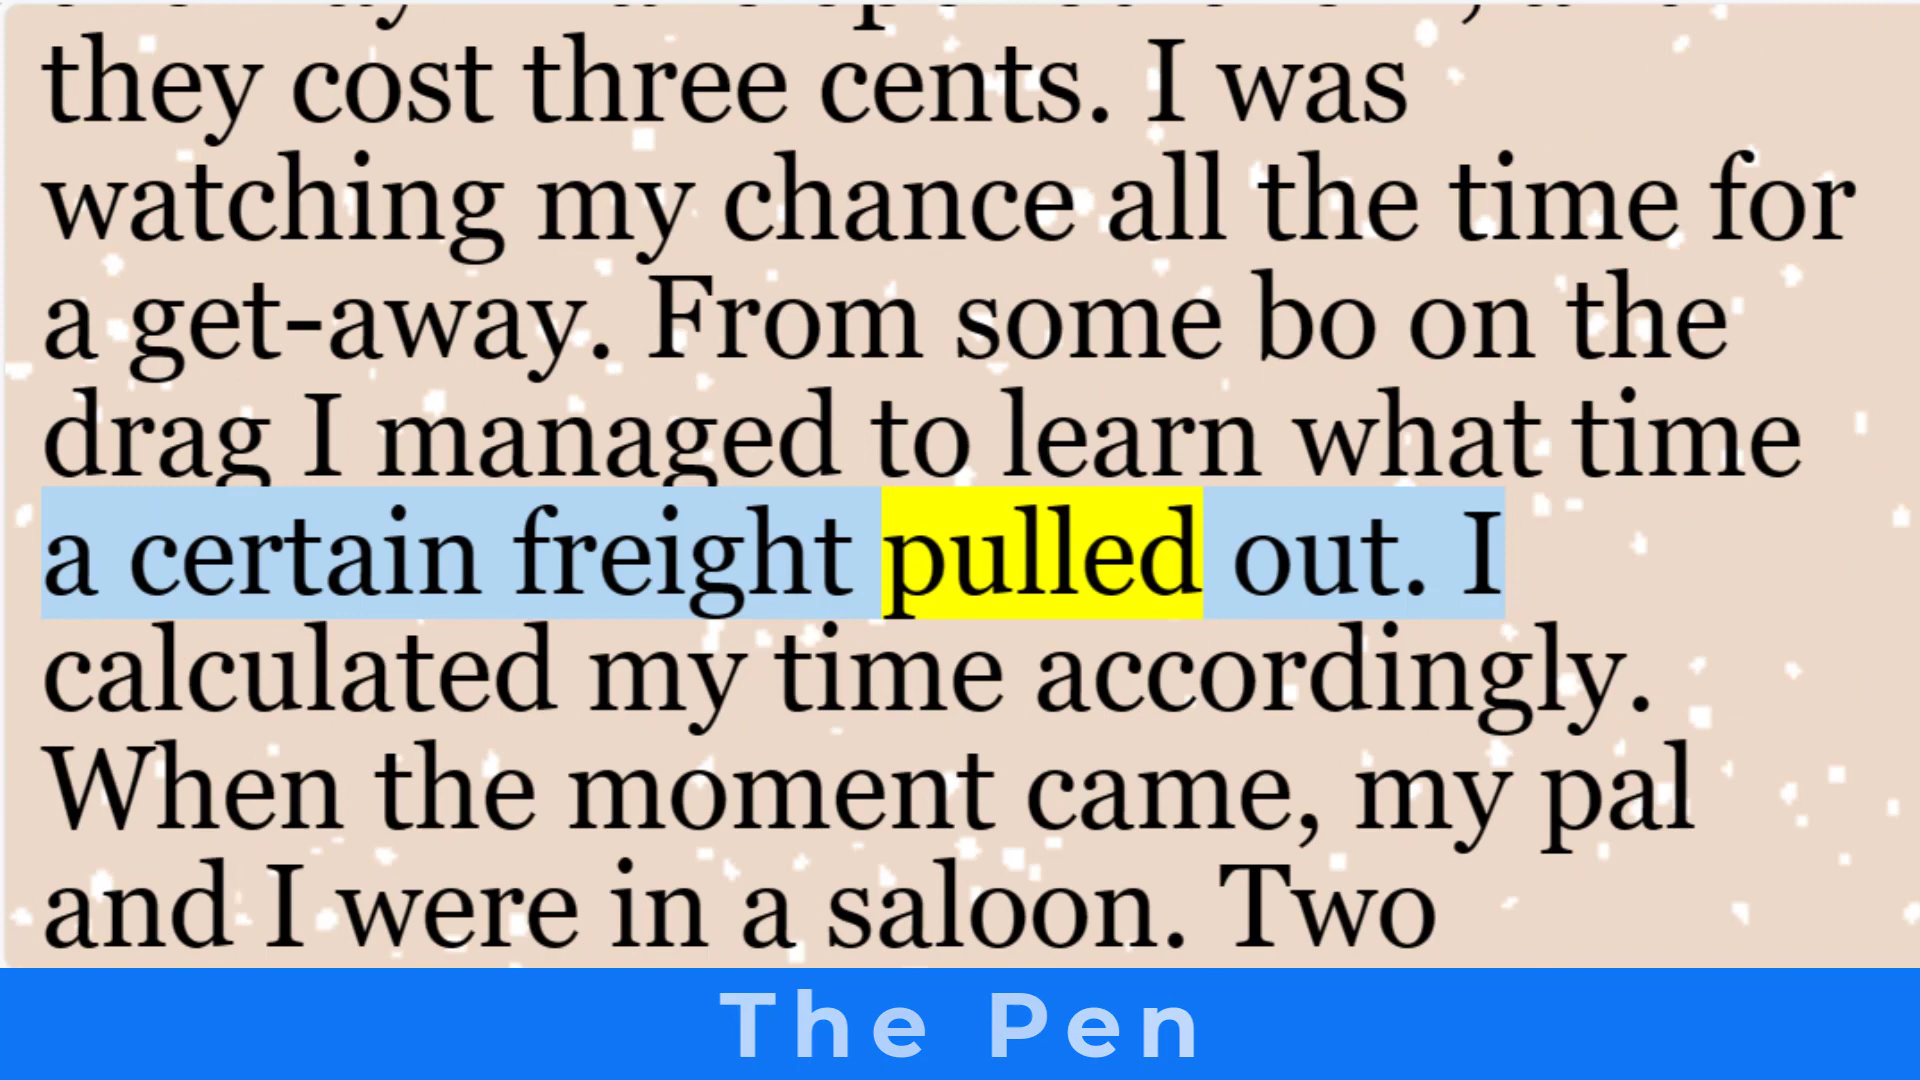 they cost three cents. I was
watching my chance all the time for
a get-away. From some bo on the
drag I managed to learn what time
a certain freight pulled out. I
calculated my time accordingly.
When the moment came, my pal
and I were in a saloon. Two
The Pen